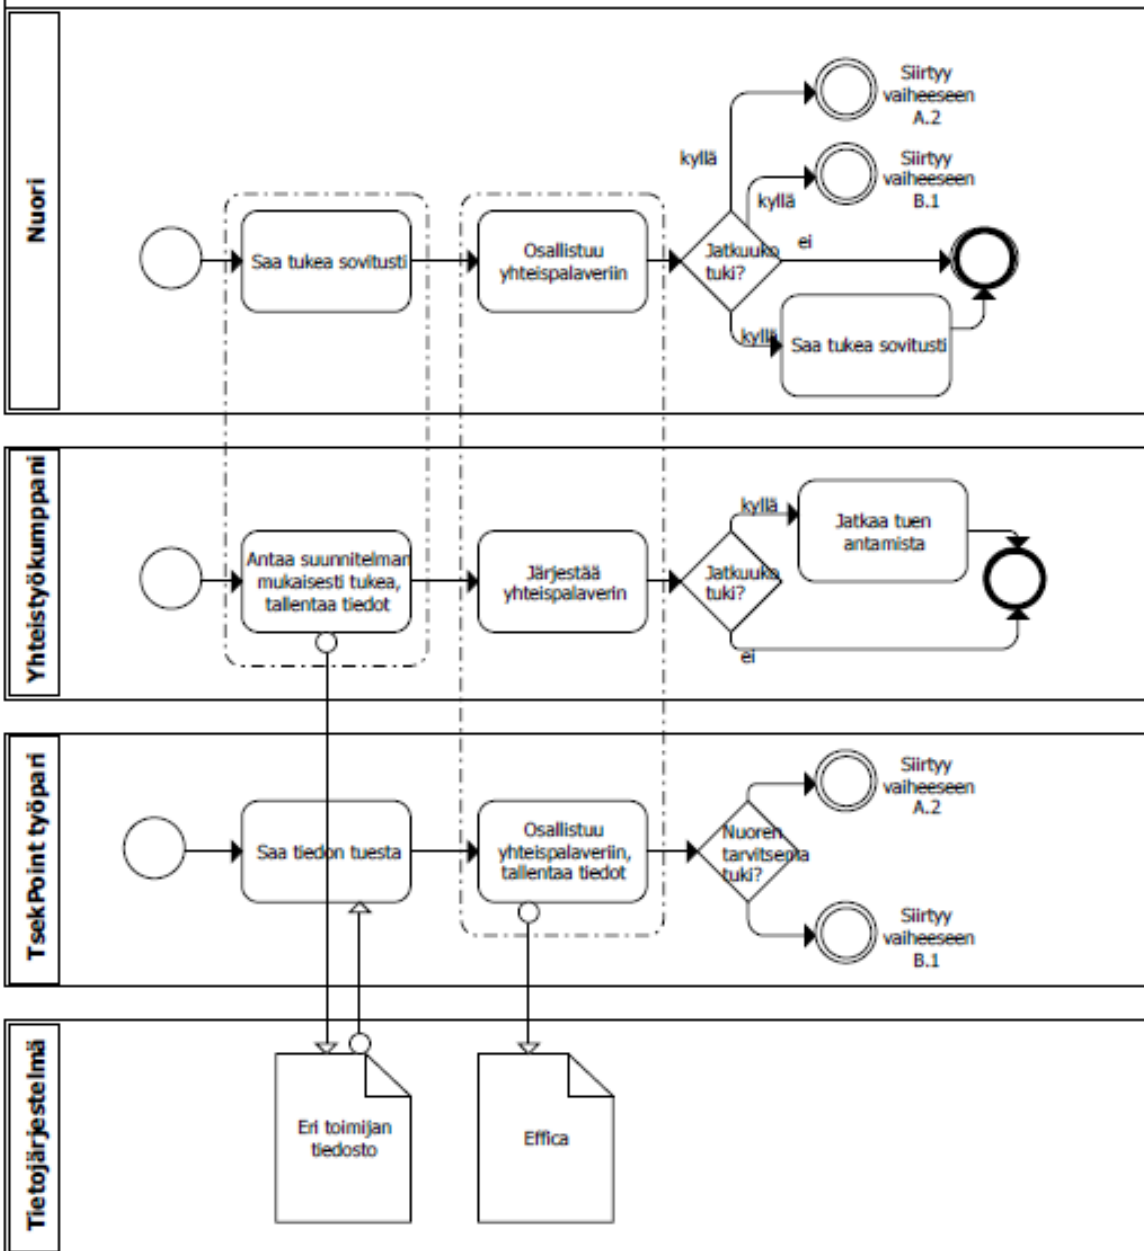 Nuori
Saa tukea sovitusti
Osallistuu
yhteispalaveriin
Jatkuuko
tuki?
kyllä
Siirtyy
vaiheeseen
A.2
kyllä
Siirtyy
vaiheeseen
B.1
ei
kyllä
Saa tukea sovitusti
Yhteistyökumppani
Antaa suunnitelman
mukaisesti tukea,
tallentaa tiedot
Järjestää
yhteispalaverin
Jatkuuko
tuki?
kyllä
Jatkaa tuen
antamista
ei
TsekPoint työpari
Saa tiedon tuesta
Osallistuu
yhteispalaveriin,
tallentaa tiedot
Nuoren
tarvitsema
tuki?
Siirtyy
vaiheeseen
A.2
Siirtyy
vaiheeseen
B.1
Tietojärjestelmä
Eri toimijan
tiedosto
Effica